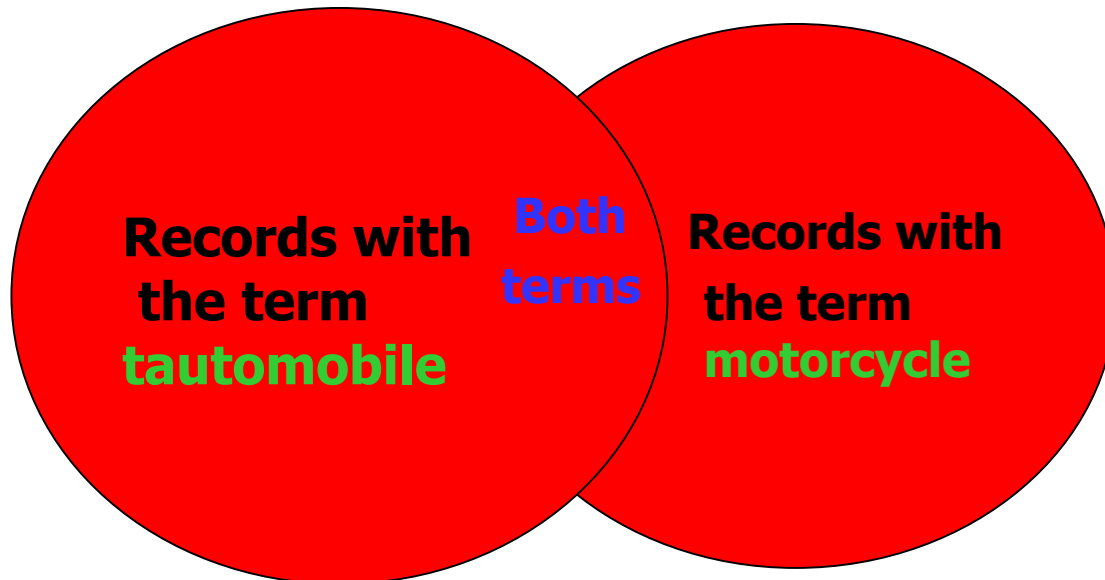 Records with
the term
tautomobile
Both
terms
Records with
the term
motorcycle